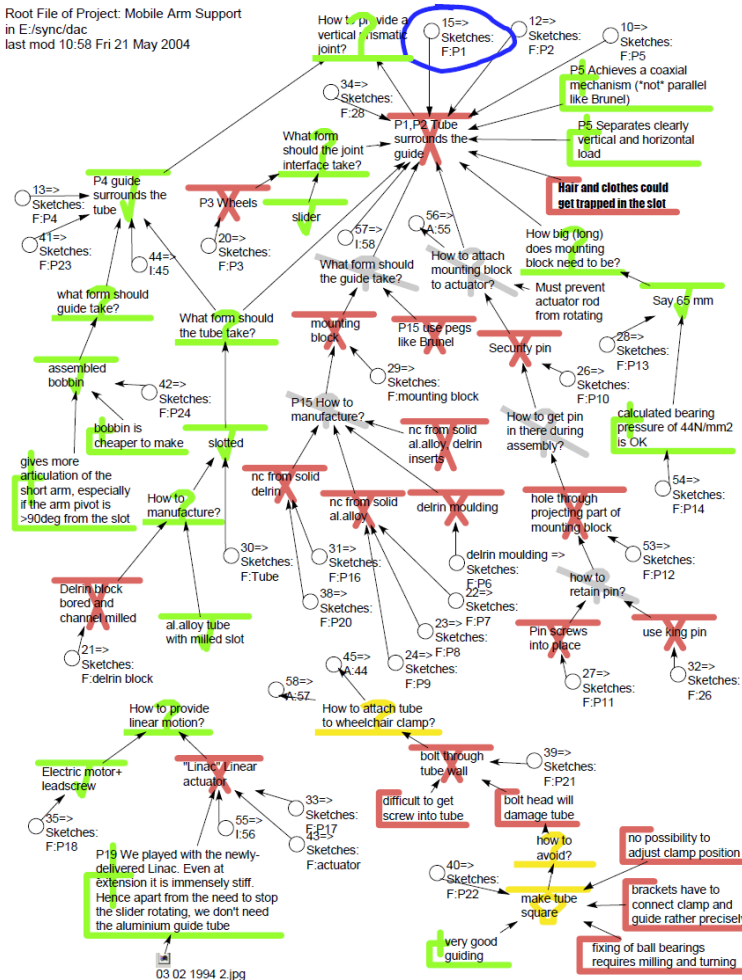 Root File of Project: Mobile Arm Support
in E:/sync/dac
last mod 10:58 Fri 21 May 2004
How to provide a
vertical prismatic
joint?
15=>
Sketches:
F:P1
12=>
Sketches:
F:P2
10=>
Sketches:
F:P5
34=>
Sketches:
F:28
P5 Achieves a coaxial
mechanism (*not* parallel
like Brunel)
P1,P2 Tube
surrounds the
guide
P5 Separates clearly
vertical and horizontal
load
What form
should the joint
interface take?
Hair and clothes could
get trapped in the slot
P4 guide
surrounds the
tube
13=>
Sketches:
F:P4
P3 Wheels
slider
41=>
Sketches:
F:P23
44=>
I:45
20=>
Sketches:
F:P3
57=>
I:58
56=>
A:55
How big (long)
does mounting
block need to be?
What form should
the guide take?
How to attach
mounting block
to actuator?
Must prevent
actuator rod
from rotating
Say 65 mm
what form should
guide take?
What form should
the tube take?
mounting
block
P15 use pegs
like Brunel
Security pin
28=>
Sketches:
F:P13
assembled
bobbin
42=>
Sketches:
F:P24
29=>
Sketches:
F:mounting block
26=>
Sketches:
F:P10
bobbin is
cheaper to make
slotted
P15 How to
manufacture?
nc from solid
al.alloy, delrin
inserts
How to get pin
in there during
assembly?
calculated bearing
pressure of 44N/mm2
is OK
gives more
articulation of the
short arm, especially
if the arm pivot is
>90deg from the slot
How to
manufacture?
nc from solid
delrin
nc from solid
al.alloy
delrin moulding
hole through
projecting part of
mounting block
54=>
Sketches:
F:P14
30=>
Sketches:
F:Tube
31=>
Sketches:
F:P16
delrin moulding =>
Sketches:
F:P6
53=>
Sketches:
F:P12
Delrin block
bored and
channel milled
al.alloy tube
with milled slot
38=>
Sketches:
F:P20
22=>
Sketches:
F:P7
how to
retain pin?
23=>
Sketches:
F:P8
Pin screws
into place
use king pin
21=>
Sketches:
F:delrin block
24=>
Sketches:
F:P9
27=>
Sketches:
F:P11
32=>
Sketches:
F:26
45=>
A:44
58=>
A:57
How to provide
linear motion?
How to attach tube
to wheelchair clamp?
Electric motor+
leadscrew
"Linac" Linear
actuator
bolt through
tube wall
39=>
Sketches:
F:P21
35=>
Sketches:
F:P18
33=>
Sketches:
F:P17
55=>
I:56
43=>
Sketches:
F:actuator
difficult to get
screw into tube
bolt head will
damage tube
P19 We played with the newly-
delivered Linac. Even at
extension it is immensely stiff.
Hence apart from the need to stop
the slider rotating, we don't need
the aluminium guide tube
how to
avoid?
no possibility to
adjust clamp position
40=>
Sketches:
F:P22
make tube
square
brackets have to
connect clamp and
guide rather precisely
very good
guiding
fixing of ball bearings
requires milling and turning
03 02 1994 2.jpg